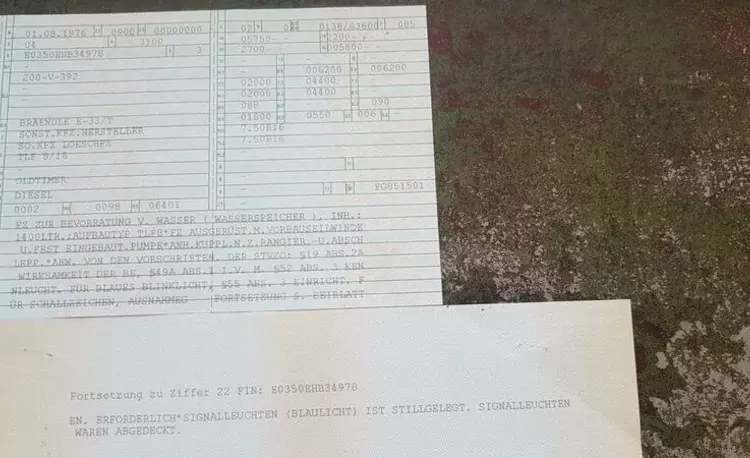 01.08.1976 0900 00000000
04 3100
E0350EHB34978 3
-
200-V-392
-
-
-
BRAENDLE E-33/T
SONST.KFZ.HERSTELLER
SO.KFZ LOESCHFZ
TLF 8/18
-
OLDTIMER
DIESEL
0002 0098 06401
02 0138/03600 085
05750- -
2700- - 005800- -
-
- 006200 006200
02000 04400 -
02000 04400 -
088 - 090
01800 0550 006 -
7.50R16
7.50R16
-
-
-
- FG851501
-
FZ ZUR BEVORRATUNG V. WASSER ( WASSERSPEICHER ), INH.:
1400LTR.;AUFBAUTYP TLF8*FZ AUSGERÜST.M.VORBAUSEILWINDE
U.FEST EINGEBAUT.PUMPE*ANH.KUPPL.N.Z.RANGIER.-U.ABSCH
LEPP.*ABW. VON DEN VORSCHRIFTEN DER STVZO: §19 ABS.2A
WIRKSAMKEIT DER BE, §49A ABS.1 I.V. M. §52 ABS. 3 KEN
NLEUCHT. FÜR BLAUES BLINKLICHT, §55 ABS. 3 EINRICHT. F
ÜR SCHALLZEICHEN, AUSNAHMEG FORTSETZUNG S. BEIBLATT
Fortsetzung zu Ziffer 22 FIN: E0350EHB34978
EN. ERFORDERLICH*SIGNALLEUCHTEN (BLAULICHT) IST STILLGELEGT. SIGNALLEUCHTEN
WAREN ABGEDECKT.